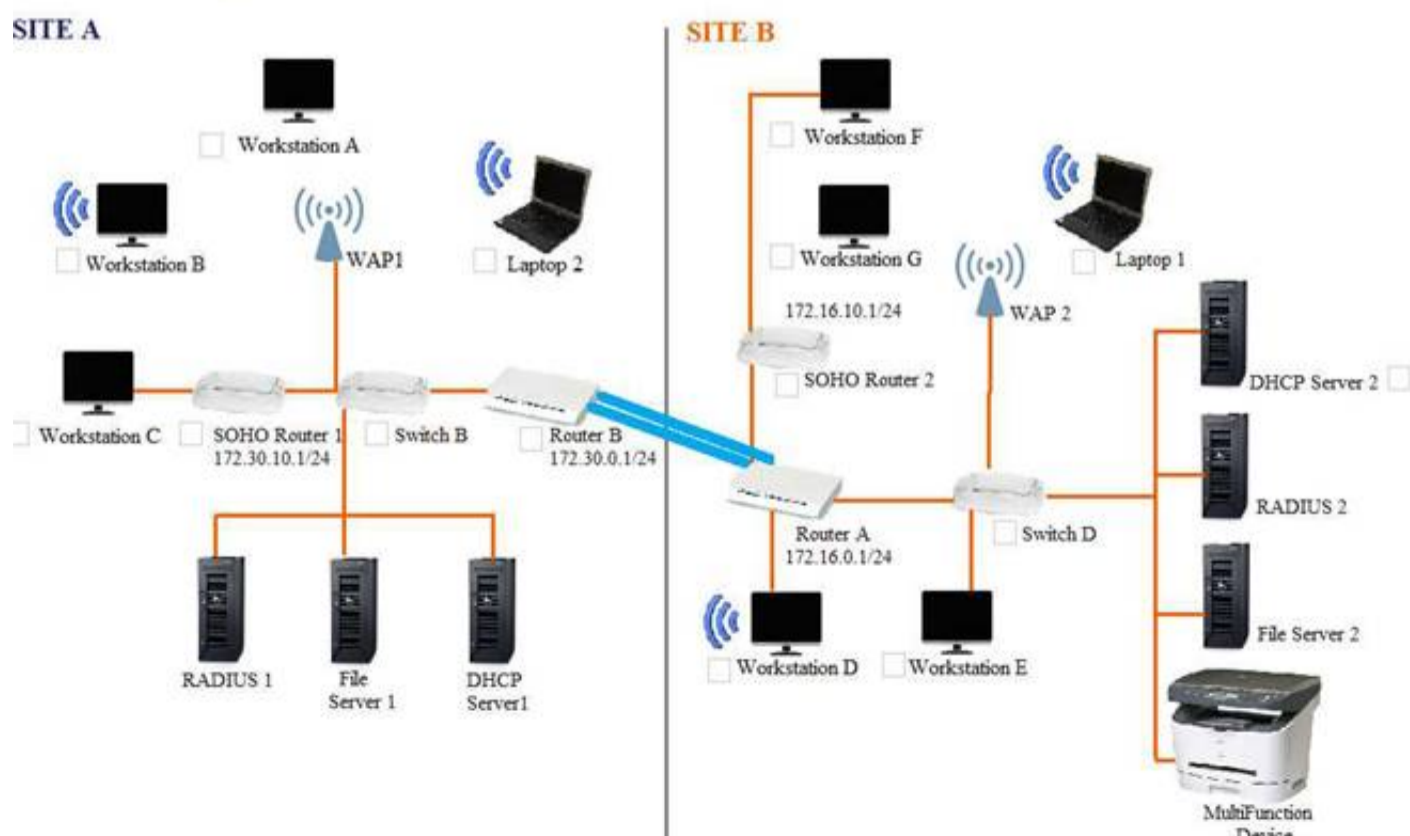 SITE A
SITE B
Workstation A
Workstation F
Workstation B
WAP1
Laptop 2
Workstation G
Laptop 1
172.16.10.1/24
WAP 2
SOHO Router 2
DHCP Server 2
Workstation C
SOHO Router 1
172.30.10.1/24
Switch B
Router B
172.30.0.1/24
RADIUS 2
Router A
172.16.0.1/24
Switch D
File Server 2
Workstation D
Workstation E
RADIUS 1
File
Server 1
DHCP
Server1
MultiFunction
Device